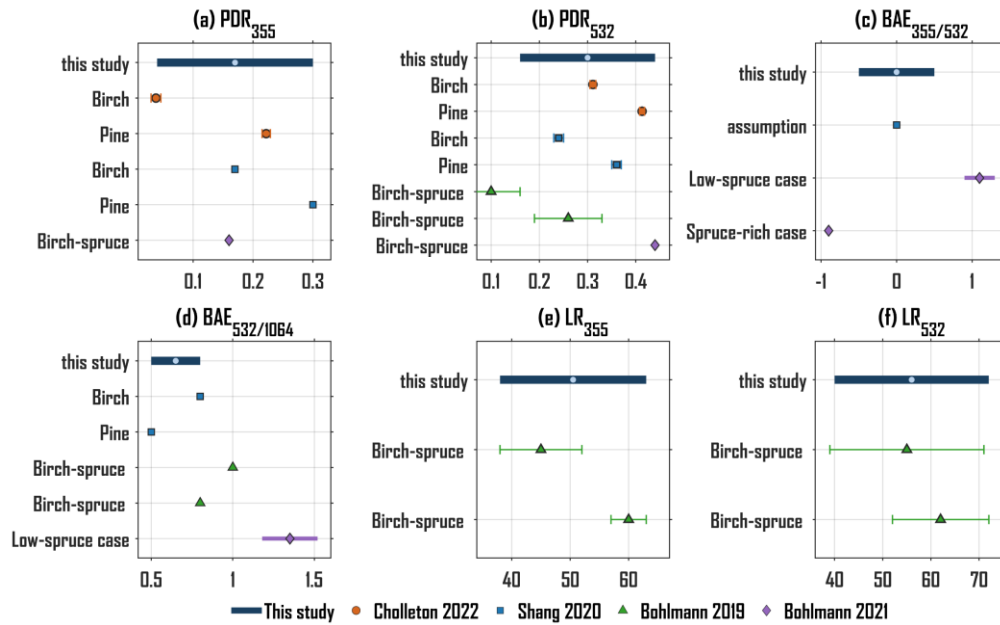 (a) PDR355
this study
Birch
Pine
Birch
Pine
Birch-spruce
0.1 0.2 0.3
(b) PDR532
this study
Birch
Pine
Birch
Pine
Birch-spruce
Birch-spruce
Birch-spruce
0.1 0.2 0.3 0.4
(c) BAE355/532
this study
assumption
Low-spruce case
Spruce-rich case
-1 0 1
(d) BAE532/1064
this study
Birch
Pine
Birch-spruce
Birch-spruce
Low-spruce case
0.5 1 1.5
(e) LR355
this study
Birch-spruce
Birch-spruce
40 50 60
(f) LR532
this study
Birch-spruce
Birch-spruce
40 50 60 70
This study Cholleton 2022 Shang 2020 Bohlmann 2019 Bohlmann 2021